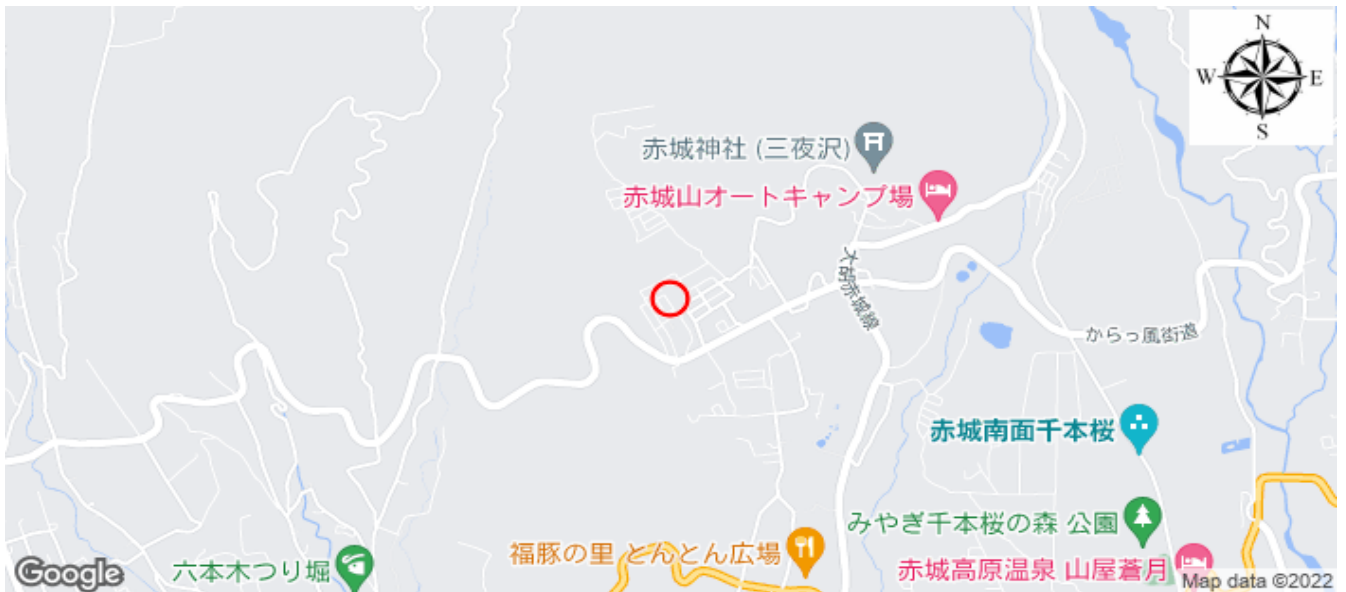 N
W
E
S
赤城神社 (三夜沢)
赤城山オートキャンプ場
大胡赤城線
からっ風街道
赤城南面千本桜
みやぎ千本桜の森 公園
福豚の里 とんとん広場
六本木つり堀
赤城高原温泉 山屋蒼月
Google
Map data ©2022